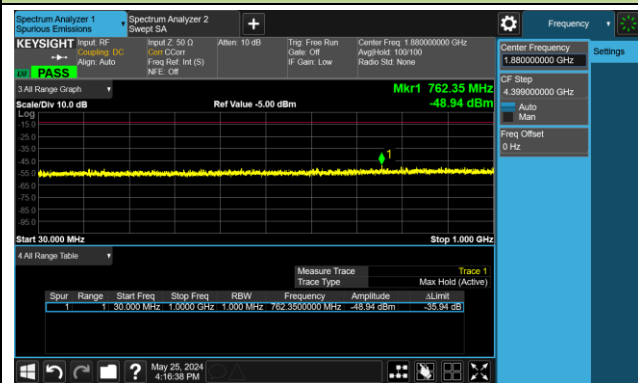 Spectrum Analyzer 1
Spurious Emissions
Spectrum Analyzer 2
Swept SA
Frequency
KEYSIGHT
Input: RF
Coupling: DC
Align: Auto
Input Z: 50 Ω
Corr CCorr
Freq Ref: Int (S)
NFE: Off
Atten: 10 dB
Trig: Free Run
Gate: Off
IF Gain: Low
Center Freq: 1.880000000 GHz
Avg|Hold: 100/100
Radio Std: None
PASS
Center Frequency
1.880000000 GHz
Settings
CF Step
4.399000000 GHz
Auto
Man
Freq Offset
0 Hz
3 All Range Graph
Mkr1 762.35 MHz
-48.94 dBm
Scale/Div 10.0 dB
Ref Value -5.00 dBm
Log
-15.0
-25.0
-35.0
-45.0
-55.0
-65.0
-75.0
-85.0
-95.0
1
Start 30.000 MHz
Stop 1.000 GHz
4 All Range Table
Measure Trace Trace 1
Trace Type Max Hold (Active)
Spur Range Start Freq Stop Freq RBW Frequency Amplitude ΔLimit
1 1 30.000 MHz 1.0000 GHz 1.000 MHz 762.3500000 MHz -48.94 dBm -35.94 dB
May 25, 2024
4:16:38 PM